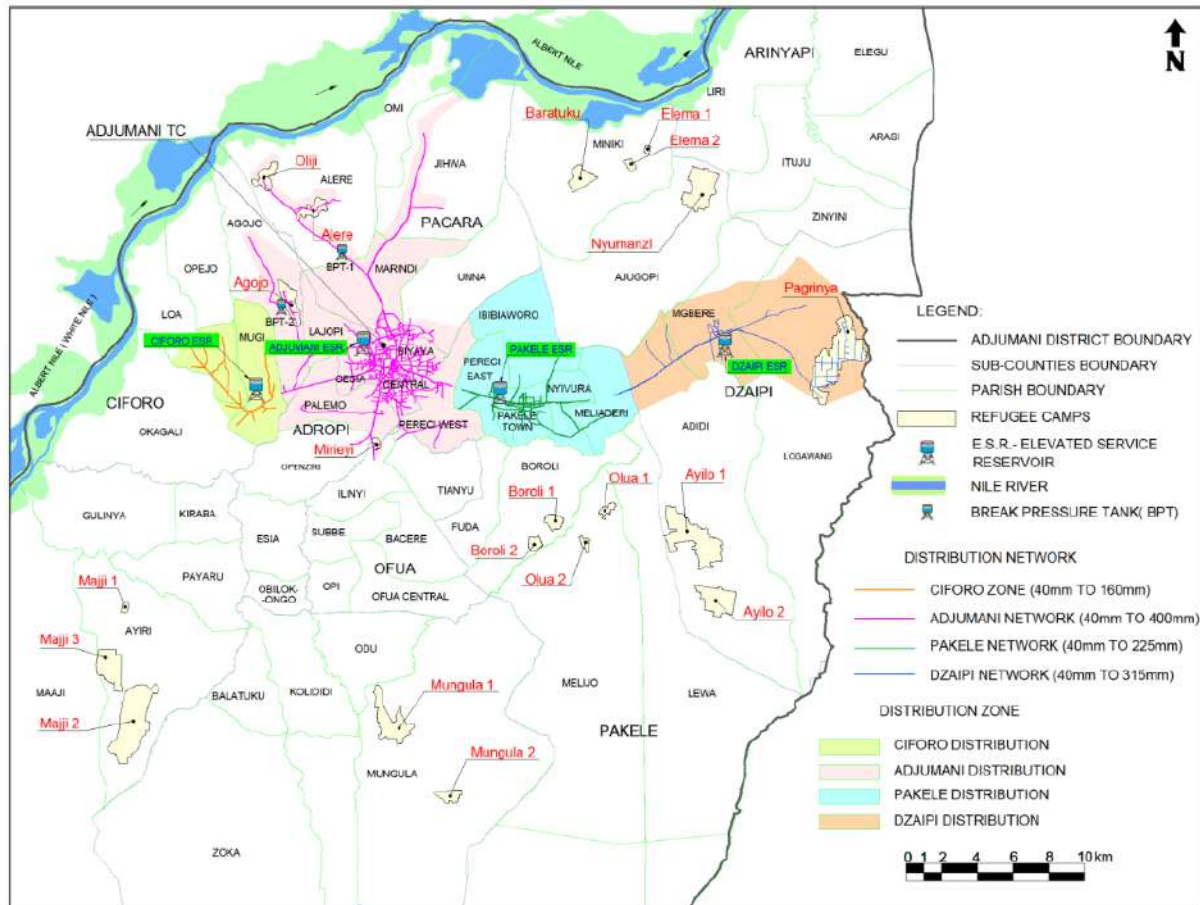 ALBERT NILE
ARINYAPI
ELEGU
N
LIRI
OMI
Baratuku
Elema 1
ADJUMANI TC
MINIKI
Elema 2
ARASI
Oliji
JIHWA
ITUJU
ALERE
AGOJO
PACARA
ZINYINI
Alere
Nyumanzi
BPT-1
MARINDI
OPEJO
UNNA
AJUGOPI
Agojo
Pagrinya
LOA
BPT-2
IBIBIAWORO
MGBERE
LEGEND:
MUGI
LAJOPI
CIFORO ESR
ADJUMANI ESR
BIYAYA
PAKELE ESR
ADJUMANI DISTRICT BOUNDARY
ALBERT NILE ( WHITE NILE )
PERECI
EAST
DZAIPI ESR
SUB-COUNTIES BOUNDARY
CESIA
CENTRAL
NYIVURA
DZAIPI
PARISH BOUNDARY
CIFORO
PALEMO
PAKELE
TOWN
MELIADERI
REFUGEE CAMPS
OKAGALI
ADROPI
PERECI WEST
ADIDI
E.S.R.- ELEVATED SERVICE
RESERVOIR
Mirieyi
LOGAWANG
OPENZIRI
BOROLI
NILE RIVER
ILINYI
TIANYU
Boroli 1
Olua 1
Ayilo 1
BREAK PRESSURE TANK( BPT)
GULINYA
KIRABA
ESIA
SUBBE
BACERE
FUDA
Boroli 2
DISTRIBUTION NETWORK
OFUA
Olua 2
PAYARU
OBILOK-
-ONGO
OPI
OFUA CENTRAL
CIFORO ZONE (40mm TO 160mm)
Majji 1
Ayilo 2
ADJUMANI NETWORK (40mm TO 400mm)
AYIRI
Majji 3
ODU
PAKELE NETWORK (40mm TO 225mm)
MAAJI
BALATUKU
KOLIDIDI
Mungula 1
MELIJO
LEWA
DZAIPI NETWORK (40mm TO 315mm)
Majji 2
PAKELE
DISTRIBUTION ZONE
CIFORO DISTRIBUTION
Mungula 2
MUNGULA
ADJUMANI DISTRIBUTION
PAKELE DISTRIBUTION
DZAIPI DISTRIBUTION
ZOKA
0 1 2 4 6 8 10 km